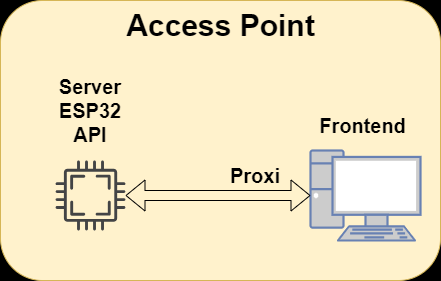 Access Point
Server
ESP32
API
Frontend
Proxi